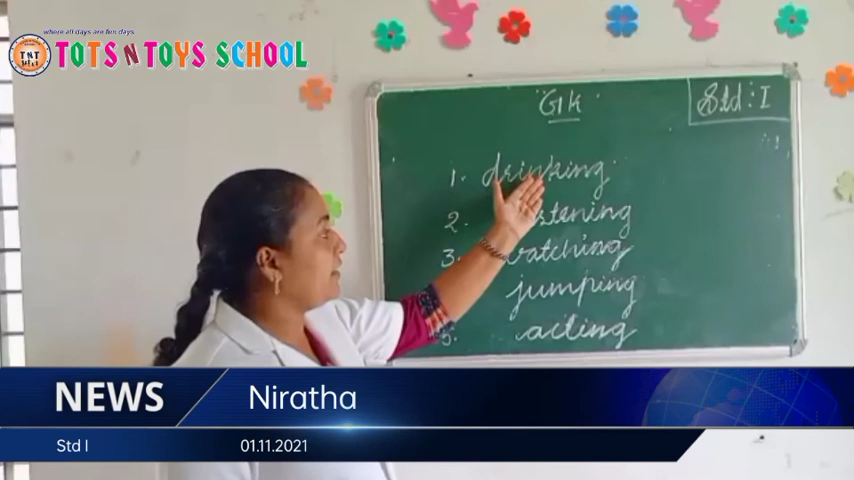 where all days are fun days
TNT
TOTS N TOYS SCHOOL
GK
Std : I
1. drinking
2. listening
3. watching
jumping
5. acting
NEWS
Niratha
Std I
01.11.2021